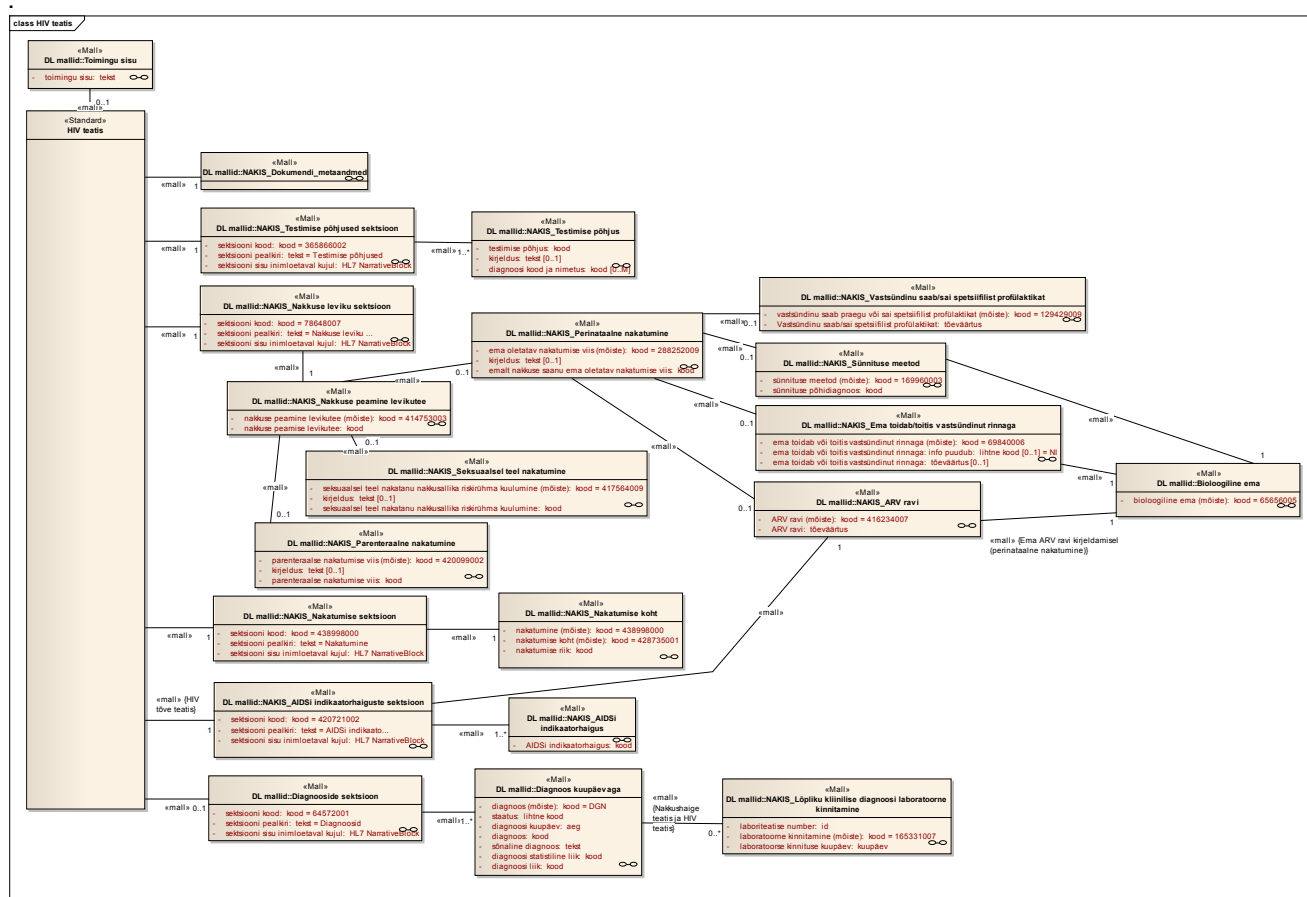 class HIV teatis
«Mall»
DL mallid::Toimingu sisu
- toimingu sisu: tekst
0..1
«mall»
«Standard»
HIV teatis
«Mall»
DL mallid::NAKIS_Dokumendi_metaandmed
«mall» 1
«Mall»
DL mallid::NAKIS_Testimise põhjused sektsioon
- sektsiooni kood: kood = 365866002
- sektsiooni pealkiri: tekst = Testimise põhjused
- sektsiooni sisu inimloetaval kujul: HL7 NarrativeBlock
«mall» 1
«mall» 1..*
«Mall»
DL mallid::NAKIS_Testimise põhjus
- testimise põhjus: kood
- kirjeldus: tekst [0..1]
- diagnoosi kood ja nimetus: kood [0..M]
«Mall»
DL mallid::NAKIS_Nakkuse leviku sektsioon
- sektsiooni kood: kood = 78648007
- sektsiooni pealkiri: tekst = Nakkuse leviku ...
- sektsiooni sisu inimloetaval kujul: HL7 NarrativeBlock
«mall» 1
«mall» 1
«Mall»
DL mallid::NAKIS_Perinataalne nakatumine
- ema oletatav nakatumise viis (mõiste): kood = 288252009
- kirjeldus: tekst [0..1]
- emalt nakkuse saanu ema oletatav nakatumise viis: kood
«mall»
0..1
«Mall»
DL mallid::NAKIS_Vastsündinu saab/sai spetsiifilist profülaktikat
- vastsündinu saab praegu või sai spetsiifilist profülaktikat (mõiste): kood = 129429009
- Vastsündinu saab/sai spetsiifilist profülaktikat: tõeväärtus
«mall» 0..1
«Mall»
DL mallid::NAKIS_Sünnituse meetod
- sünnituse meetod (mõiste): kood = 169960003
- sünnituse põhidiagnoos: kood
«mall»
0..1
«Mall»
DL mallid::NAKIS_Nakkuse peamine levikutee
- nakkuse peamine levikutee (mõiste): kood = 414753003
- nakkuse peamise levikutee: kood
«Mall»
DL mallid::NAKIS_Ema toidab/toitis vastsündinut rinnaga
- ema toidab või toitis vastsündinut rinnaga (mõiste): kood = 69840006
- ema toidab või toitis vastsündinut rinnaga: info puudub: lihtne kood [0..1] = NI
- ema toidab või toitis vastsündinut rinnaga: tõeväärtus [0..1]
«mall»
0..1
«mall»
1
«mall»
1
0..1
«mall»
«Mall»
DL mallid::NAKIS_Seksuaalsel teel nakatumine
- seksuaalsel teel nakatanu nakkusallika riskirühma kuulumine (mõiste): kood = 417564009
- kirjeldus: tekst [0..1]
- seksuaalsel teel nakatanu nakkusallika riskirühma kuulumine: kood
«Mall»
DL mallid::Bioloogiline ema
- bioloogiline ema (mõiste): kood = 65656005
«mall»
0..1
«Mall»
DL mallid::NAKIS_ARV ravi
- ARV ravi (mõiste): kood = 416234007
- ARV ravi: tõeväärtus
1
«mall» {Ema ARV ravi kirjeldamisel
(perinataalne nakatumine)}
«mall»
0..1
«Mall»
DL mallid::NAKIS_Parenteraalne nakatumine
- parenteraalse nakatumise viis (mõiste): kood = 420099002
- kirjeldus: tekst [0..1]
- parenteraalse nakatumise viis: kood
1
«mall»
«Mall»
DL mallid::NAKIS_Nakatumise sektsioon
- sektsiooni kood: kood = 438998000
- sektsiooni pealkiri: tekst = Nakatumine
- sektsiooni sisu inimloetaval kujul: HL7 NarrativeBlock
«mall» 1
«mall» 1
«Mall»
DL mallid::NAKIS_Nakatumise koht
- nakatumine (mõiste): kood = 438998000
- nakatumise koht (mõiste): kood = 428735001
- nakatumise riik: kood
«mall» {HIV
tõve teatis}
1
«Mall»
DL mallid::NAKIS_AIDSi indikaatorhaiguste sektsioon
- sektsiooni kood: kood = 420721002
- sektsiooni pealkiri: tekst = AIDSi indikaato...
- sektsiooni sisu inimloetaval kujul: HL7 NarrativeBlock
«mall» 1..*
«Mall»
DL mallid::NAKIS_AIDSi
indikaatorhaigus
- AIDSi indikaatorhaigus: kood
«Mall»
DL mallid::Diagnooside sektsioon
- sektsiooni kood: kood = 64572001
- sektsiooni pealkiri: tekst = Diagnoosid
- sektsiooni sisu inimloetaval kujul: HL7 NarrativeBlock
«mall» 0..1
«mall» 1..*
«Mall»
DL mallid::Diagnoos kuupäevaga
- diagnoos (mõiste): kood = DGN
- staatus: lihtne kood
- diagnoosi kuupäev: aeg
- diagnoos: kood
- sõnaline diagnoos: tekst
- diagnoosi statistiline liik: kood
- diagnoosi liik: kood
«mall»
{Nakkushaige
teatis ja HIV
teatis}
0..*
«Mall»
DL mallid::NAKIS_Lõpliku kliinilise diagnoosi laboratoorne
kinnitamine
- laboriteatise number: id
- laboratoorne kinnitamine (mõiste): kood = 165331007
- laboratoorse kinnituse kuupäev: kuupäev